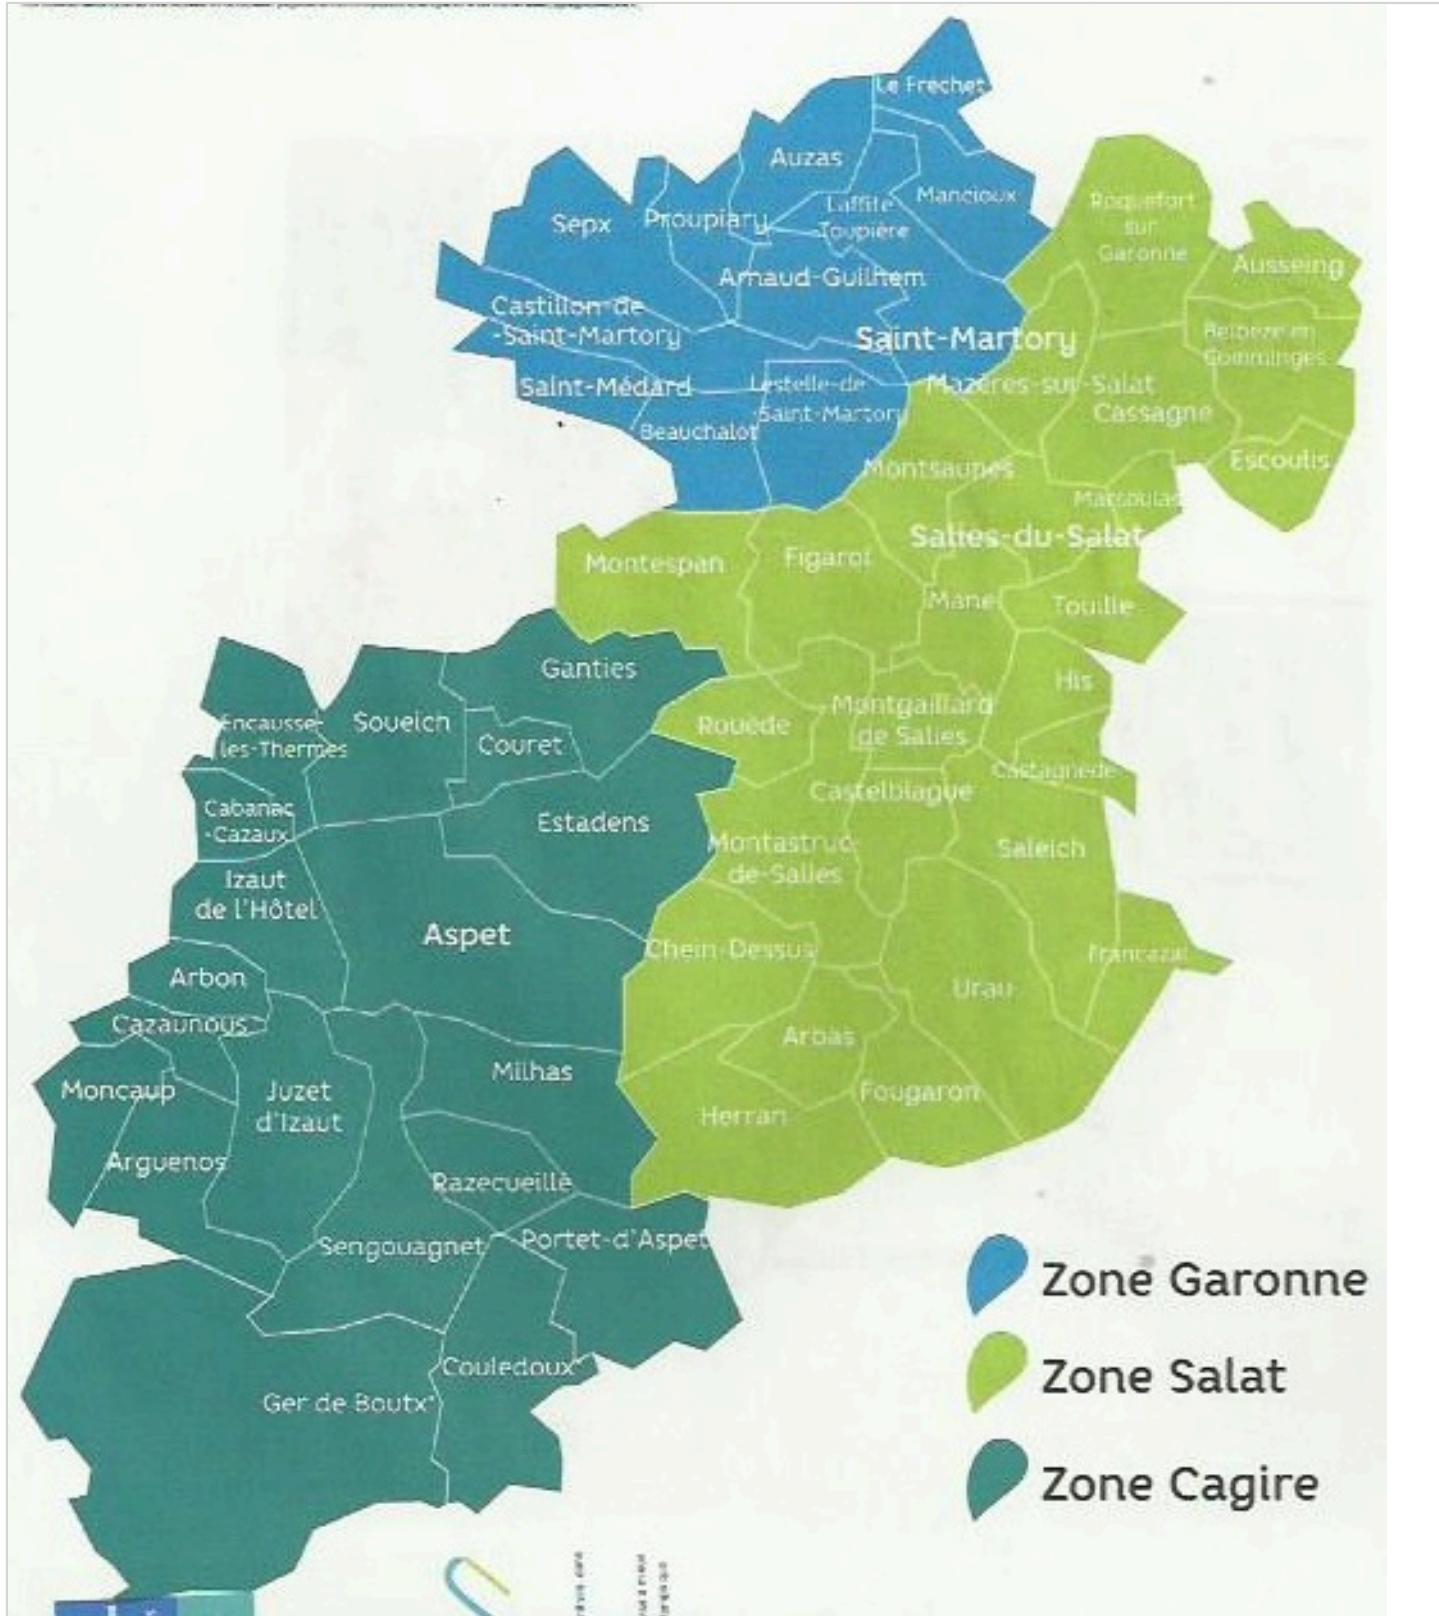 Le Frechet
Auzas
Mancioux
Laffite
Toupière
Sepx
Proupiary
Roquefort
sur
Garonne
Ausseing
Arnaud-Guilhem
Castillon-de
-Saint-Martory
Saint-Martory
Belbeze en
Comminges
Saint-Médard
Lestelle-de-
-Saint-Martory
Beauchalot
Mazères-sur-Salat
Cassagne
Montsaunès
Escoulis
Marsoulas
Salies-du-Salat
Montespan
Figarol
Mane
Touille
Ganties
His
Encausse-
les-Thermes
Soueich
Couret
Rouède
Montgaillard
de Salies
Castagnède
Castelbiague
Cabanac
-Cazaux
Estadens
Montastruc-
de-Salies
Saleich
Izaut
de l'Hôtel
Aspet
Chein-Dessus
Francazal
Arbon
Urau
Cazaunous
Arbas
Moncaup
Juzet
d'Izaut
Milhas
Fougaron
Herran
Arguenos
Razecueillé
Sengouagnet
Portet-d'Aspet
Couledoux
Ger de Boutx
Zone Garonne
Zone Salat
Zone Cagire